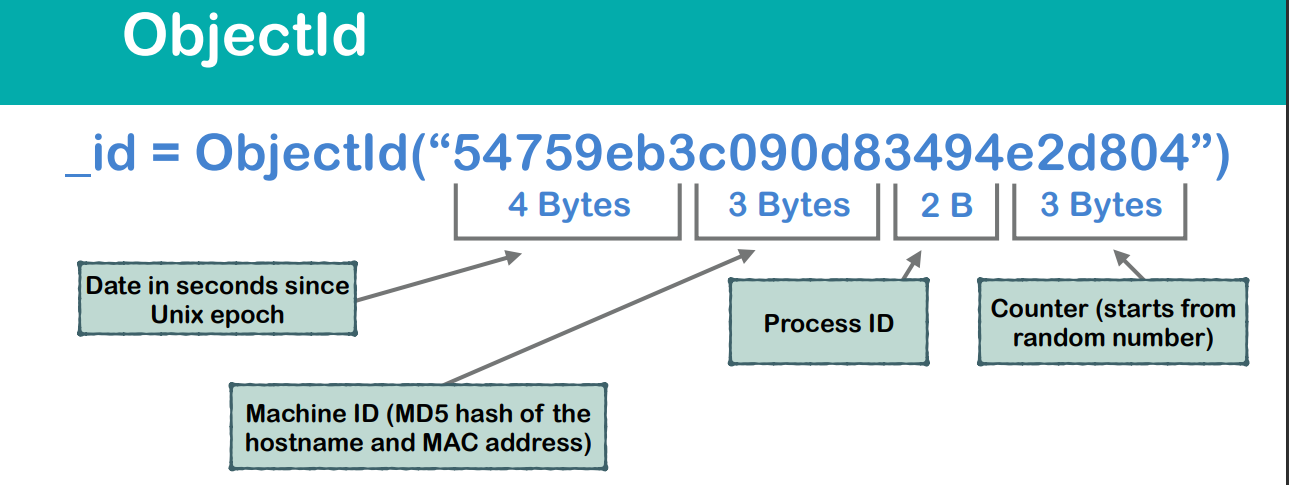 ObjectId
_id = ObjectId(“54759eb3c090d83494e2d804”)
4 Bytes
3 Bytes
2 B
3 Bytes
Date in seconds since
Unix epoch
Machine ID (MD5 hash of the
hostname and MAC address)
Process ID
Counter (starts from
random number)